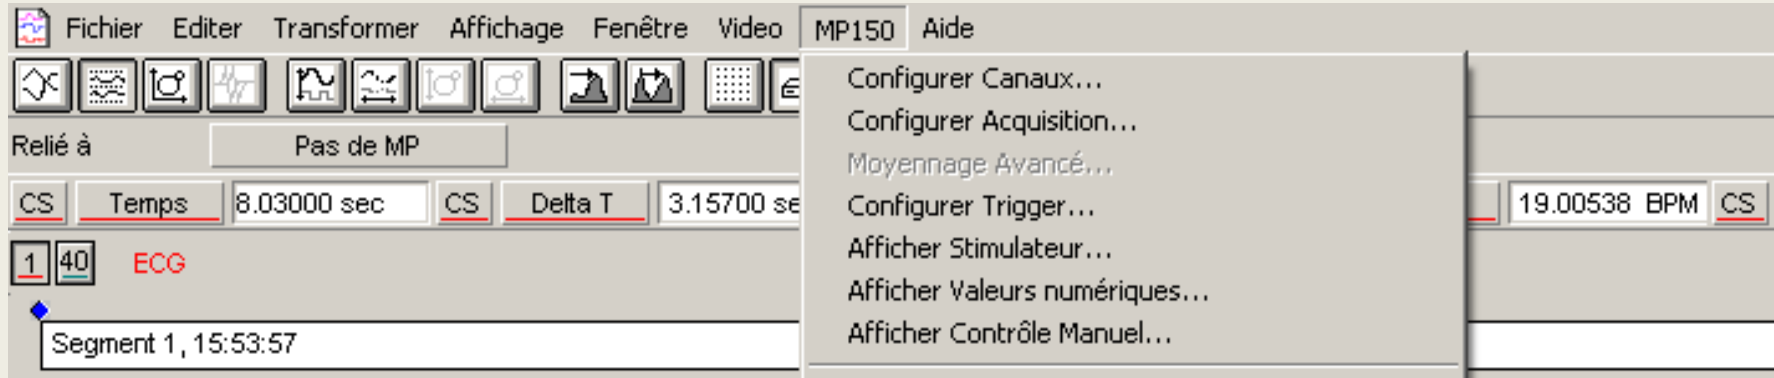 Fichier Editer Transformer Affichage Fenêtre Video MP150 Aide
Configurer Canaux...
Configurer Acquisition...
Relié à Pas de MP
Moyennage Avancé...
CS Temps 8.03000 sec CS Delta T 3.15700 se 19.00538 BPM CS
Configurer Trigger...
Afficher Stimulateur...
1 40 ECG
Afficher Valeurs numériques...
Afficher Contrôle Manuel...
Segment 1, 15:53:57